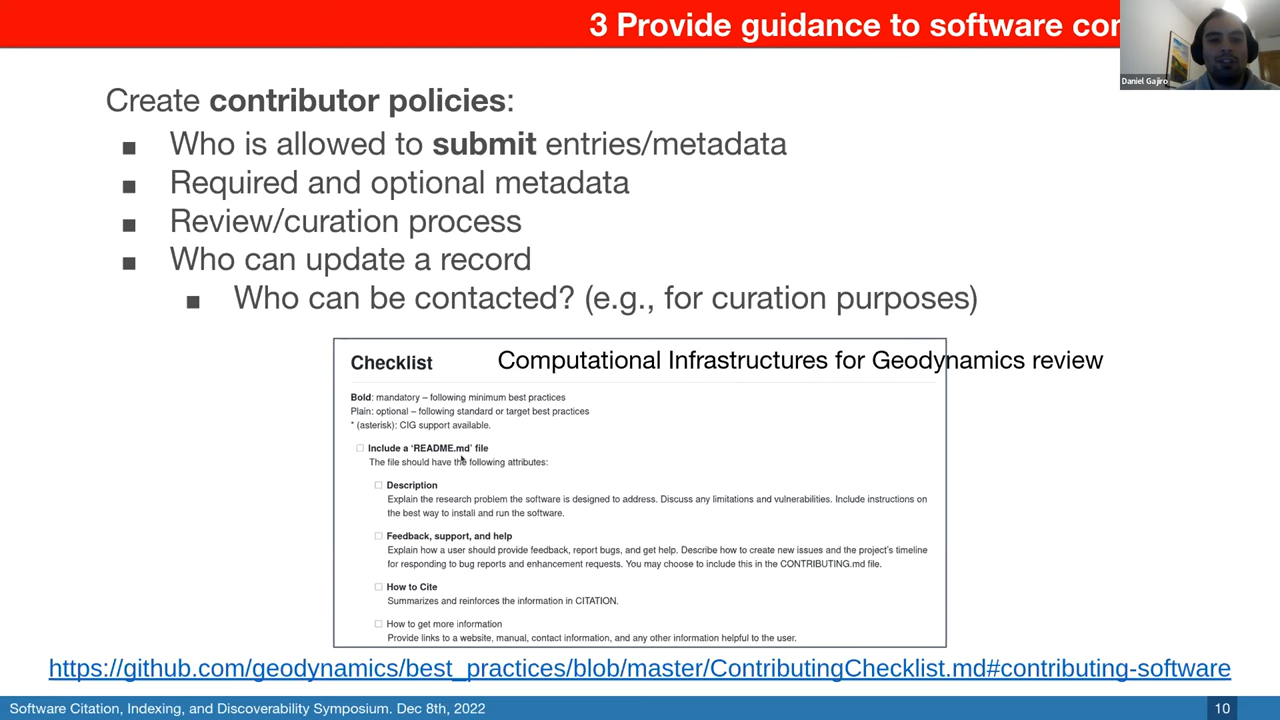 3 Provide guidance to software con
Daniel Gajiro
Create contributor policies:
■ Who is allowed to submit entries/metadata
■ Required and optional metadata
■ Review/curation process
■ Who can update a record
■ Who can be contacted? (e.g., for curation purposes)
Checklist
Computational Infrastructures for Geodynamics review
Bold: mandatory – following minimum best practices
Plain: optional – following standard or target best practices
* (asterisk): CIG support available.
Include a ‘README.md’ file
The file should have the following attributes:
Description
Explain the research problem the software is designed to address. Discuss any limitations and vulnerabilities. Include instructions on
the best way to install and run the software.
Feedback, support, and help
Explain how a user should provide feedback, report bugs, and get help. Describe how to create new issues and the project's timeline
for responding to bug reports and enhancement requests. You may choose to include this in the CONTRIBUTING.md file.
How to Cite
Summarizes and reinforces the information in CITATION.
How to get more information
Provide links to a website, manual, contact information, and any other information helpful to the user.
https://github.com/geodynamics/best_practices/blob/master/ContributingChecklist.md#contributing-software
Software Citation, Indexing, and Discoverability Symposium. Dec 8th, 2022
10